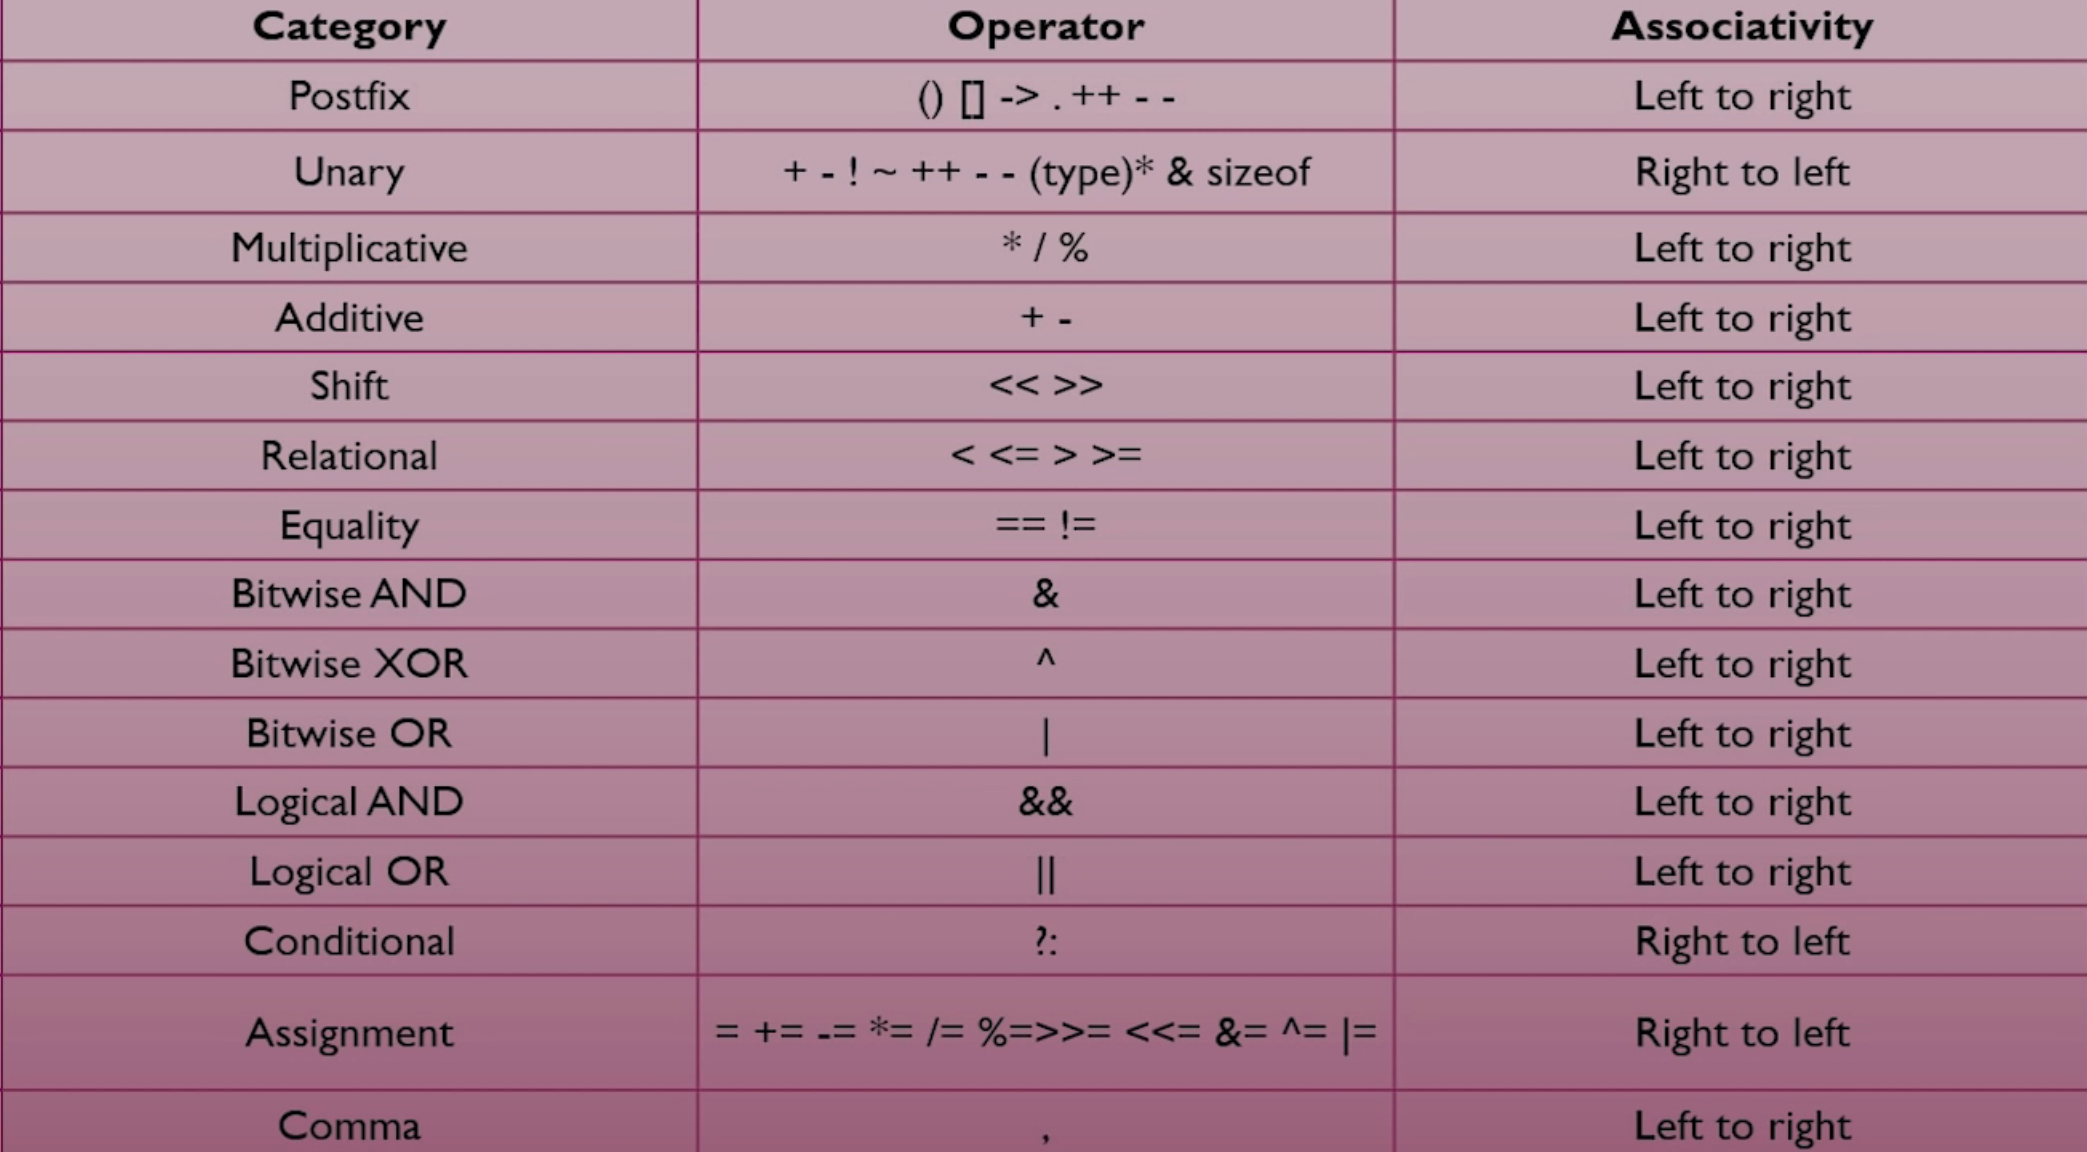 Category Operator Associativity
Postfix () [] -> . ++ - - Left to right
Unary + - ! ~ ++ - - (type)* & sizeof Right to left
Multiplicative * / % Left to right
Additive + - Left to right
Shift << >> Left to right
Relational < <= > >= Left to right
Equality == != Left to right
Bitwise AND & Left to right
Bitwise XOR ^ Left to right
Bitwise OR | Left to right
Logical AND && Left to right
Logical OR || Left to right
Conditional ?: Right to left
Assignment = += -= *= /= %=>>= <<= &= ^= |= Right to left
Comma , Left to right